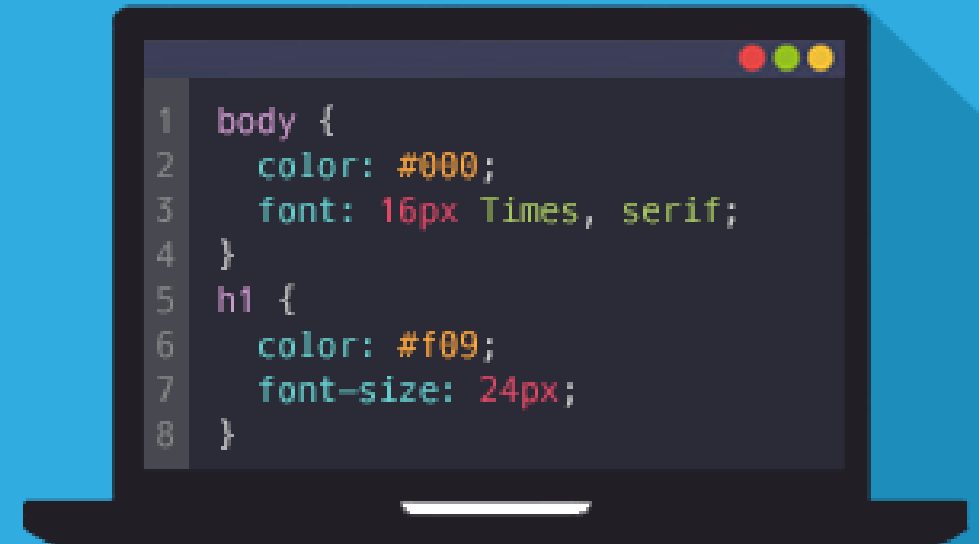 1 body {
2   color: #000;
3   font: 16px Times, serif;
4 }
5 h1 {
6   color: #f09;
7   font-size: 24px;
8 }